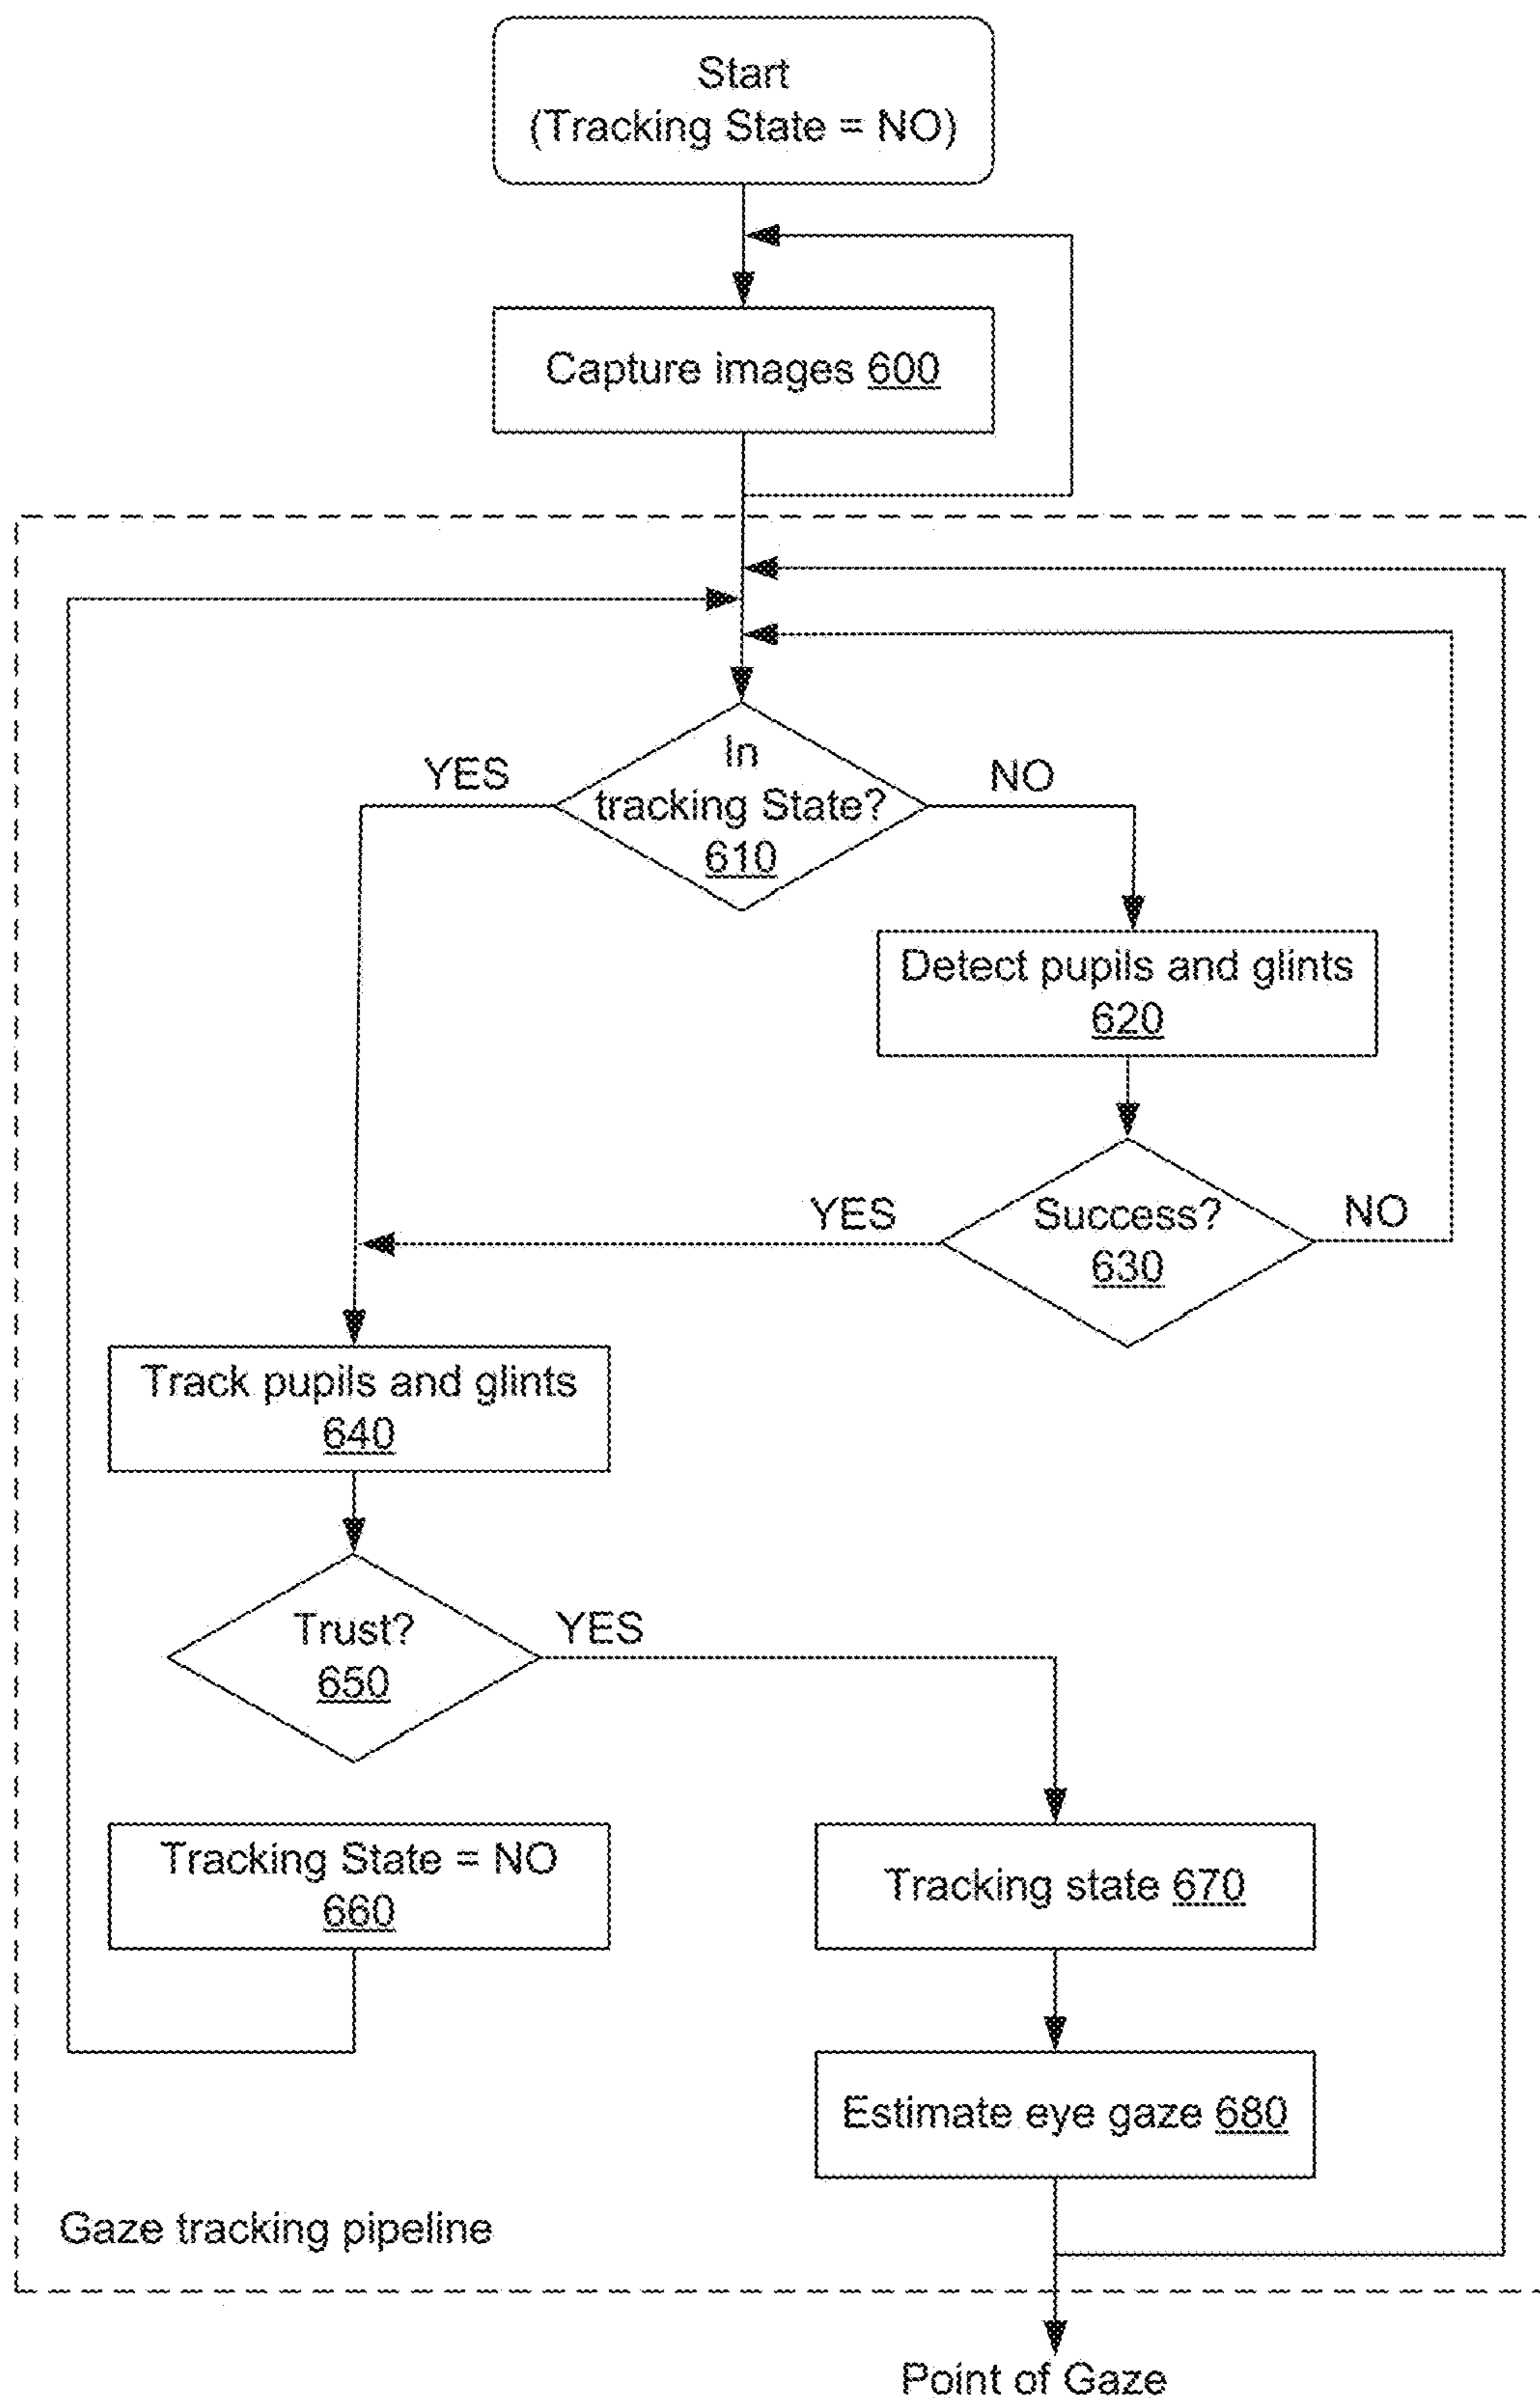 Start
(Tracking State = NO)
Capture images 600
In
tracking State?
610
YES
NO
Detect pupils and glints
620
Success?
630
YES
NO
Track pupils and glints
640
Trust?
650
YES
Tracking State = NO
660
Tracking state 670
Estimate eye gaze 680
Gaze tracking pipeline
Point of Gaze